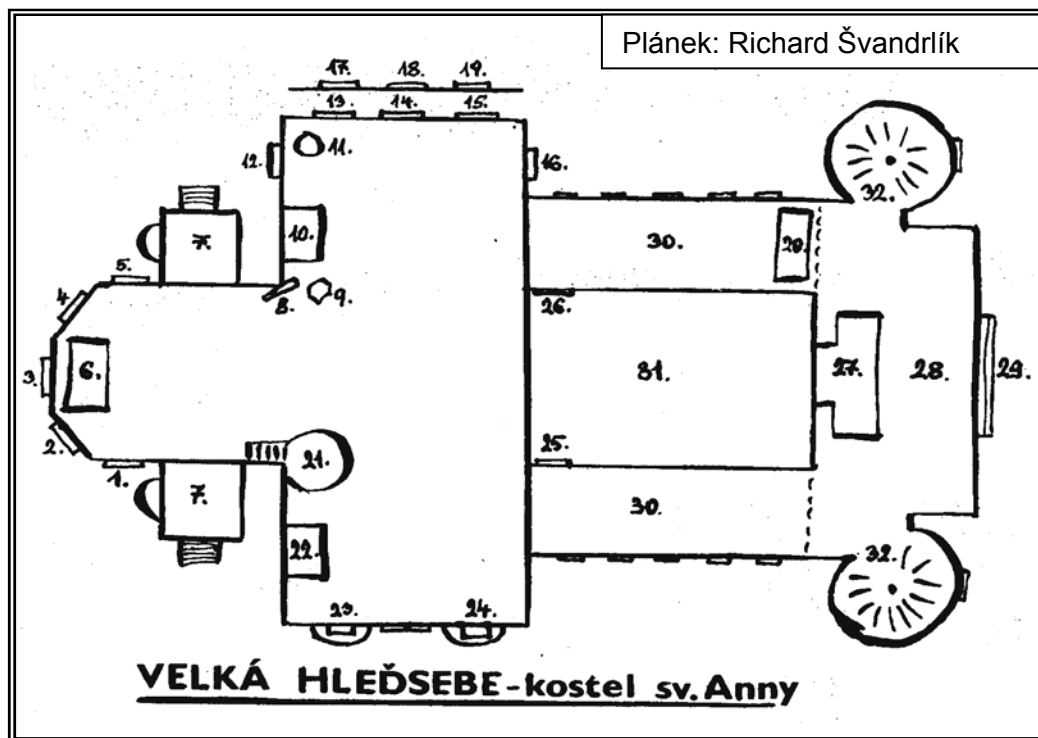 Plánek: Richard Švandrlík
17. 18. 19.
13. 14. 15.
12. 11. 16.
32.
7. 10. 30. 20.
5. 8. 9.
4. 26.
3. 6. 31. 27. 28. 29.
2. 21. 25.
1. 7. 30.
22. 32.
23. 24.
VELKÁ HLEĎSEBE-kostel sv. Anny